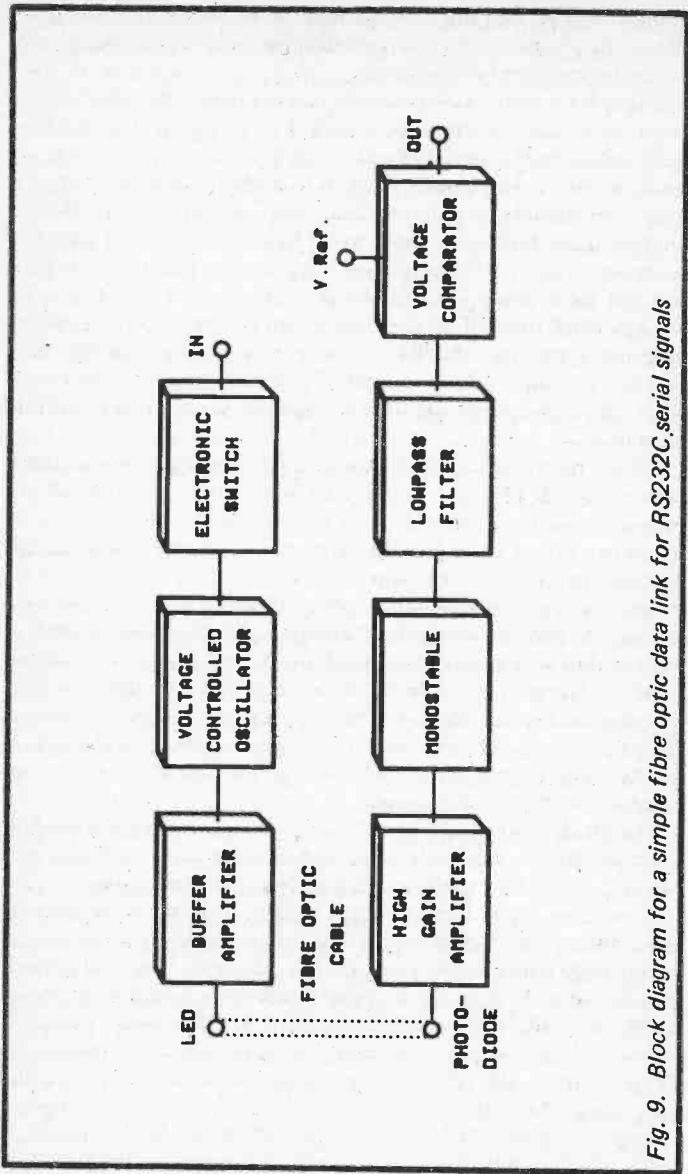 IN
ELECTRONIC
SWITCH
VOLTAGE
CONTROLLED
OSCILLATOR
BUFFER
AMPLIFIER
LED
FIBRE OPTIC
CABLE
PHOTO-
DIODE
HIGH
GAIN
AMPLIFIER
MONOSTABLE
LOWPASS
FILTER
V.Ref.
VOLTAGE
COMPARATOR
OUT
Fig. 9. Block diagram for a simple fibre optic data link for RS232C serial signals